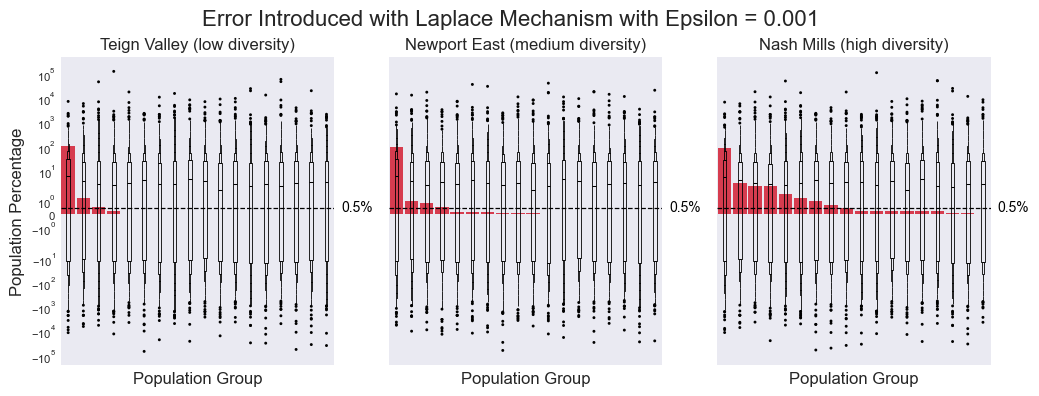 Error Introduced with Laplace Mechanism with Epsilon = 0.001
Teign Valley (low diversity)
Newport East (medium diversity)
Nash Mills (high diversity)
Population Percentage
10^5
10^4
10^3
10^2
10^1
10^0
0
−10^0
−10^1
−10^2
−10^3
−10^4
−10^5
0.5%
0.5%
0.5%
Population Group
Population Group
Population Group